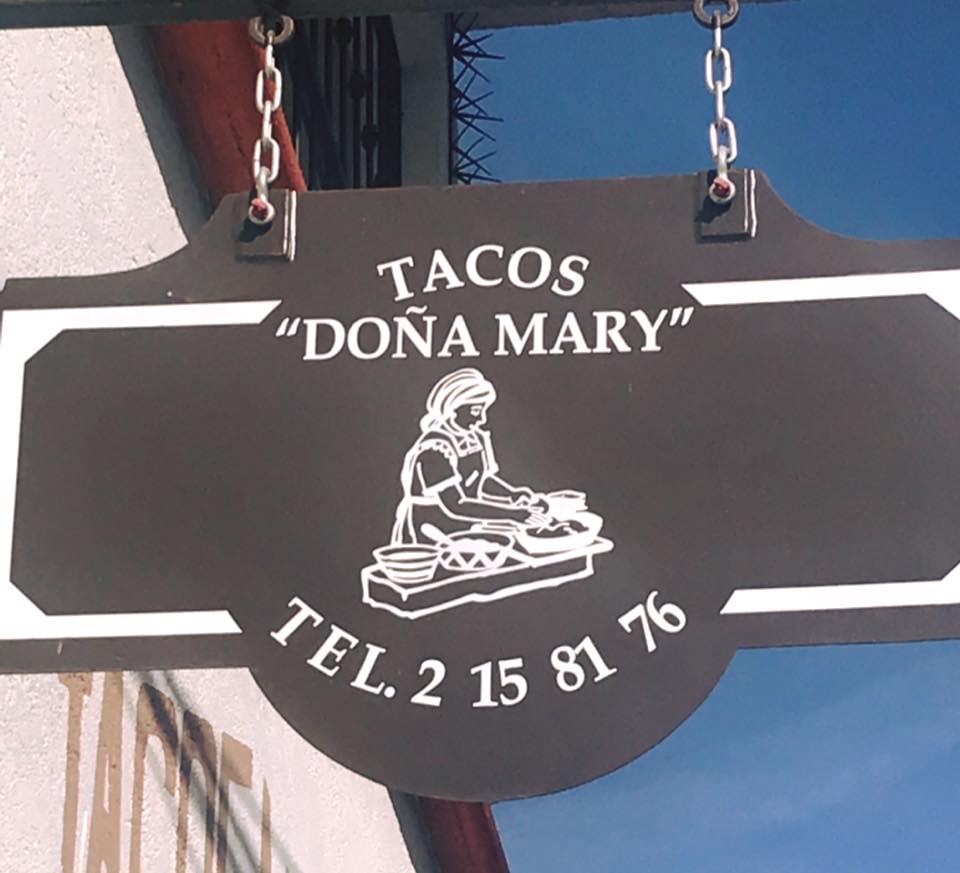 TACOS
"DOÑA MARY"
TEL. 2 15 81 76